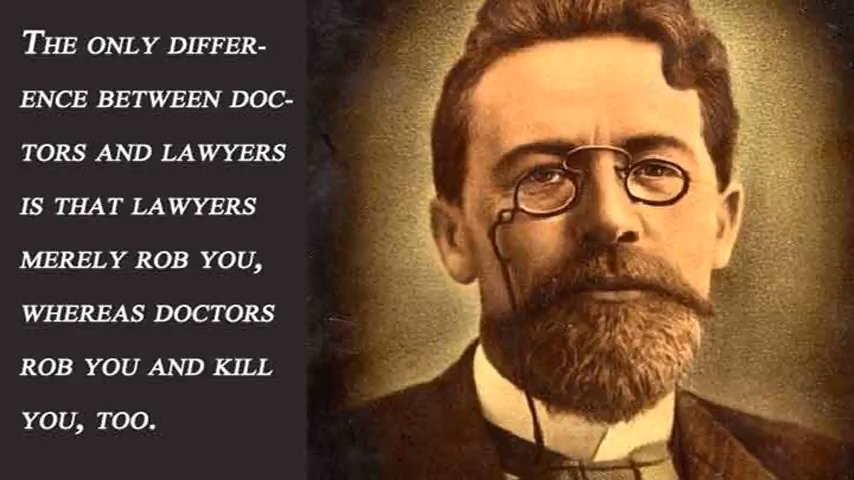 The only differ-
ence between doc-
tors and lawyers
is that lawyers
merely rob you,
whereas doctors
rob you and kill
you, too.